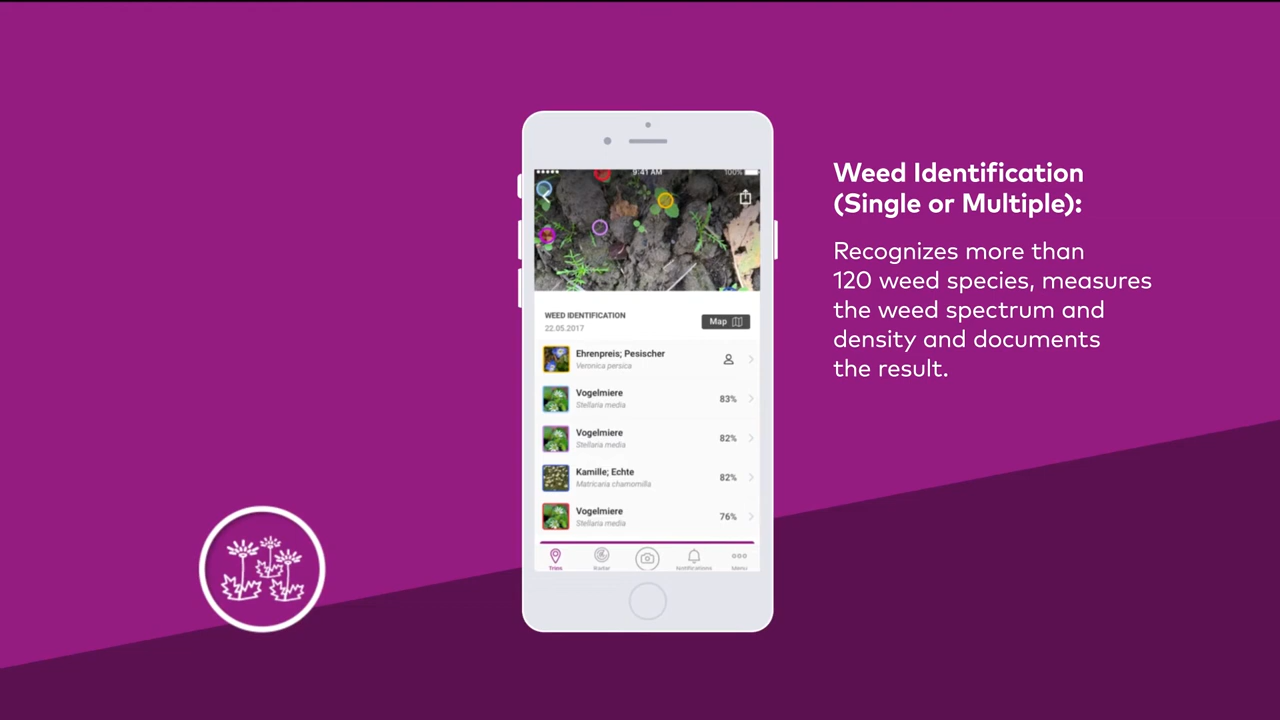 9:41 AM
100%
WEED IDENTIFICATION
22.05.2017
Map
Ehrenpreis; Pesischer
Veronica persica
Vogelmiere
Stellaria media
83%
Vogelmiere
Stellaria media
82%
Kamille; Echte
Matricaria chamomilla
82%
Vogelmiere
Stellaria media
76%
Trips
Radar
Notifications
Menu
Weed Identification
(Single or Multiple):
Recognizes more than
120 weed species, measures
the weed spectrum and
density and documents
the result.